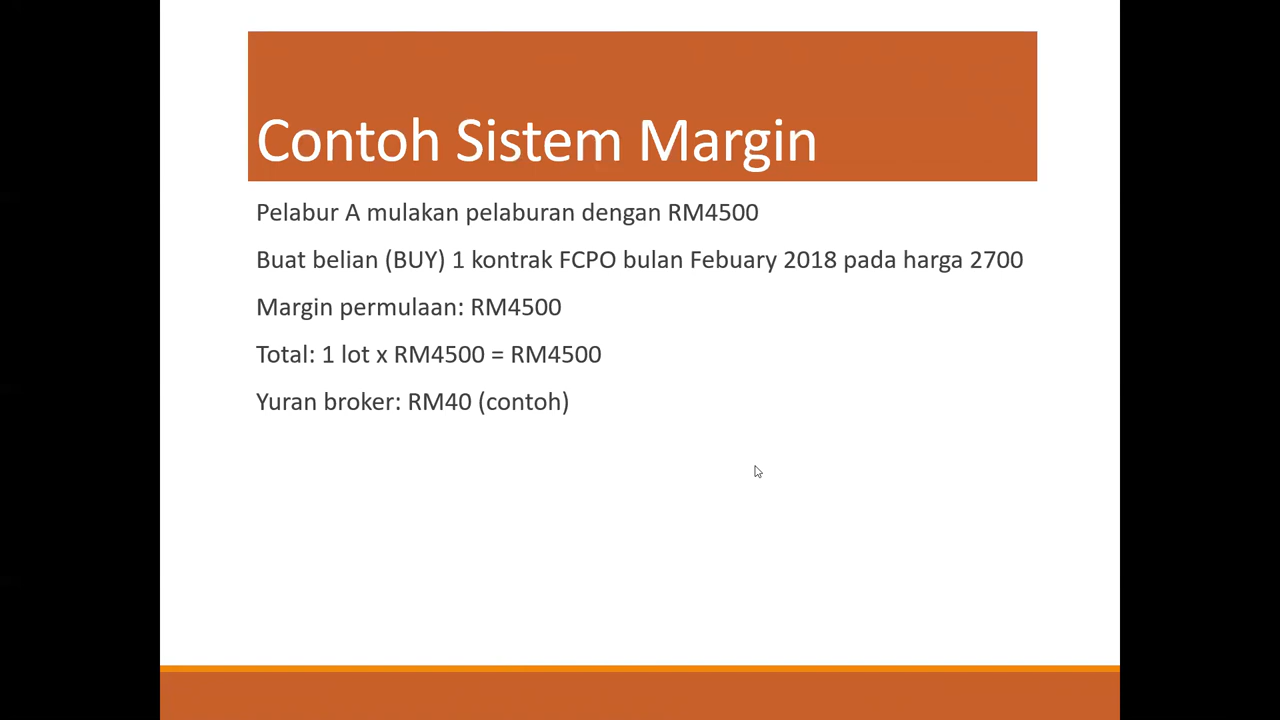 Contoh Sistem Margin
Pelabur A mulakan pelaburan dengan RM4500
Buat belian (BUY) 1 kontrak FCPO bulan Febuary 2018 pada harga 2700
Margin permulaan: RM4500
Total: 1 lot x RM4500 = RM4500
Yuran broker: RM40 (contoh)